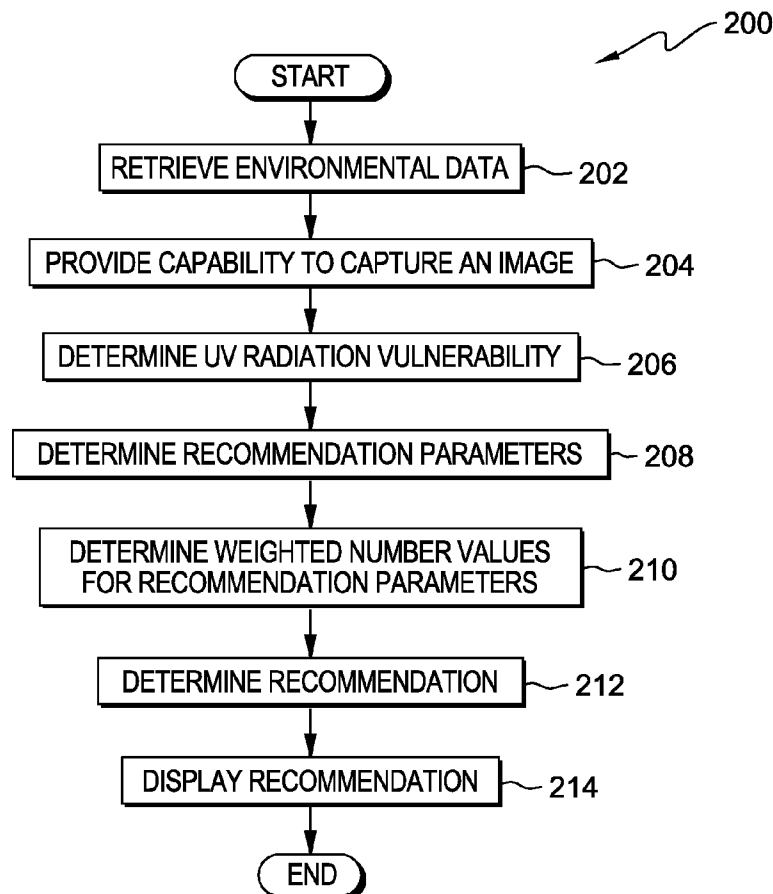 200
START
RETRIEVE ENVIRONMENTAL DATA 202
PROVIDE CAPABILITY TO CAPTURE AN IMAGE 204
DETERMINE UV RADIATION VULNERABILITY 206
DETERMINE RECOMMENDATION PARAMETERS 208
DETERMINE WEIGHTED NUMBER VALUES
FOR RECOMMENDATION PARAMETERS 210
DETERMINE RECOMMENDATION 212
DISPLAY RECOMMENDATION 214
END